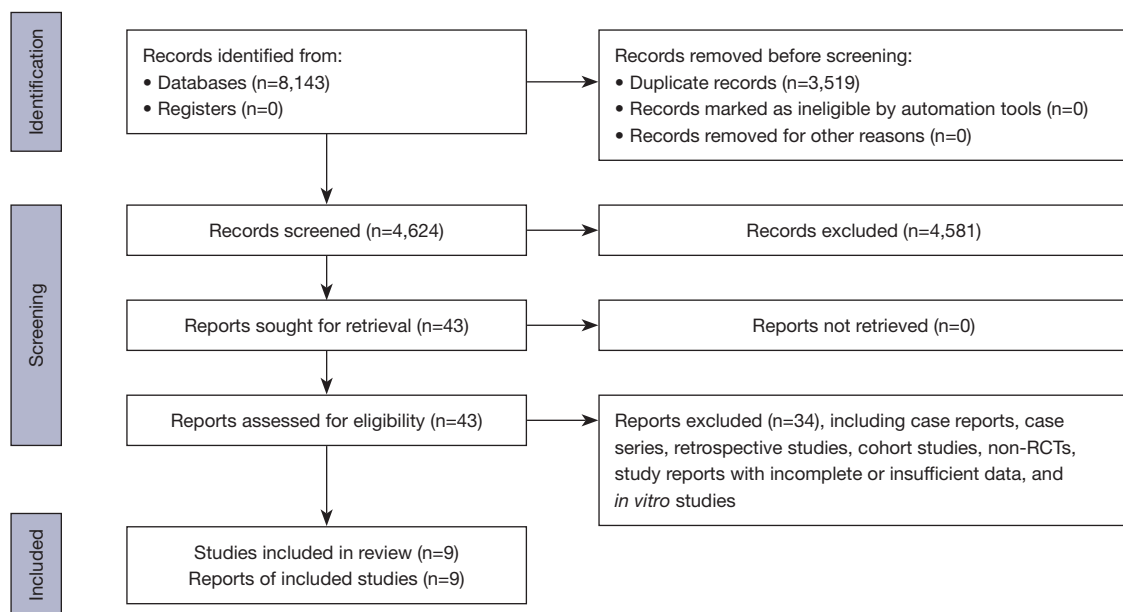 Identification
Records identified from:
• Databases (n=8,143)
• Registers (n=0)
Records removed before screening:
• Duplicate records (n=3,519)
• Records marked as ineligible by automation tools (n=0)
• Records removed for other reasons (n=0)
Screening
Records screened (n=4,624)
Records excluded (n=4,581)
Reports sought for retrieval (n=43)
Reports not retrieved (n=0)
Reports assessed for eligibility (n=43)
Reports excluded (n=34), including case reports, case
series, retrospective studies, cohort studies, non-RCTs,
study reports with incomplete or insufficient data, and
in vitro studies
Included
Studies included in review (n=9)
Reports of included studies (n=9)